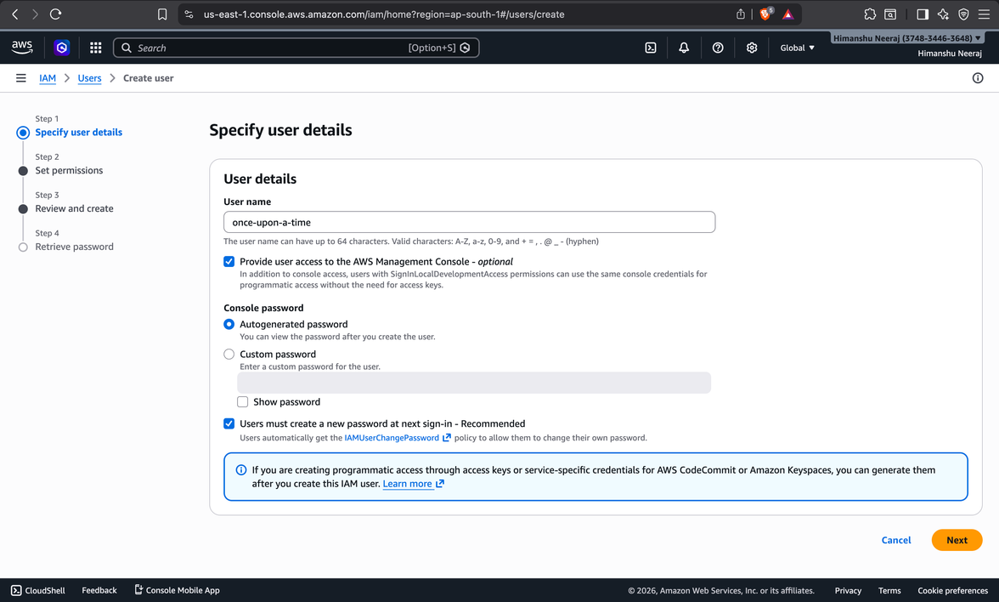 us-east-1.console.aws.amazon.com/iam/home?region=ap-south-1#/users/create
6
aws
Search
[Option+S]
Global
Himanshu Neeraj (3748-3446-3648)
Himanshu Neeraj
IAM
Users
Create user
Step 1
Specify user details
Step 2
Set permissions
Step 3
Review and create
Step 4
Retrieve password
Specify user details
User details
User name
once-upon-a-time
The user name can have up to 64 characters. Valid characters: A-Z, a-z, 0-9, and + = , . @ _ - (hyphen)
Provide user access to the AWS Management Console - optional
In addition to console access, users with SignInLocalDevelopmentAccess permissions can use the same console credentials for
programmatic access without the need for access keys.
Console password
Autogenerated password
You can view the password after you create the user.
Custom password
Enter a custom password for the user.
Show password
Users must create a new password at next sign-in - Recommended
Users automatically get the IAMUserChangePassword policy to allow them to change their own password.
If you are creating programmatic access through access keys or service-specific credentials for AWS CodeCommit or Amazon Keyspaces, you can generate them
after you create this IAM user. Learn more
Cancel
Next
CloudShell
Feedback
Console Mobile App
© 2026, Amazon Web Services, Inc. or its affiliates.
Privacy
Terms
Cookie preferences